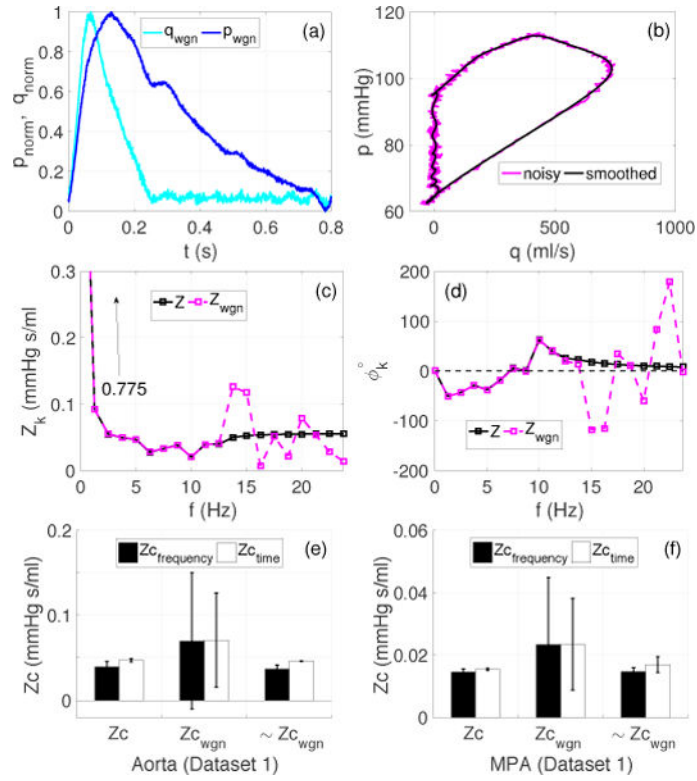 1
0.8
0.6
0.4
0.2
0
q_wgn p_wgn (a)
p_norm, q_norm
0 0.2 0.4 0.6 0.8
t (s)
120
100
80
60
(b)
p (mmHg)
noisy smoothed
0 500 1000
q (ml/s)
0.3
0.2
0.1
0
(c)
Z Z_wgn
0.775
Z_k (mmHg s/ml)
0 5 10 15 20
f (Hz)
200
100
0
-100
-200
(d)
ϕ_k°
Z Z_wgn
0 5 10 15 20
f (Hz)
0.2
0.1
0
Zc_frequency Zc_time (e)
Zc (mmHg s/ml)
Zc Zc_wgn ~ Zc_wgn
Aorta (Dataset 1)
0.06
0.04
0.02
0
Zc_frequency Zc_time (f)
Zc (mmHg s/ml)
Zc Zc_wgn ~ Zc_wgn
MPA (Dataset 1)